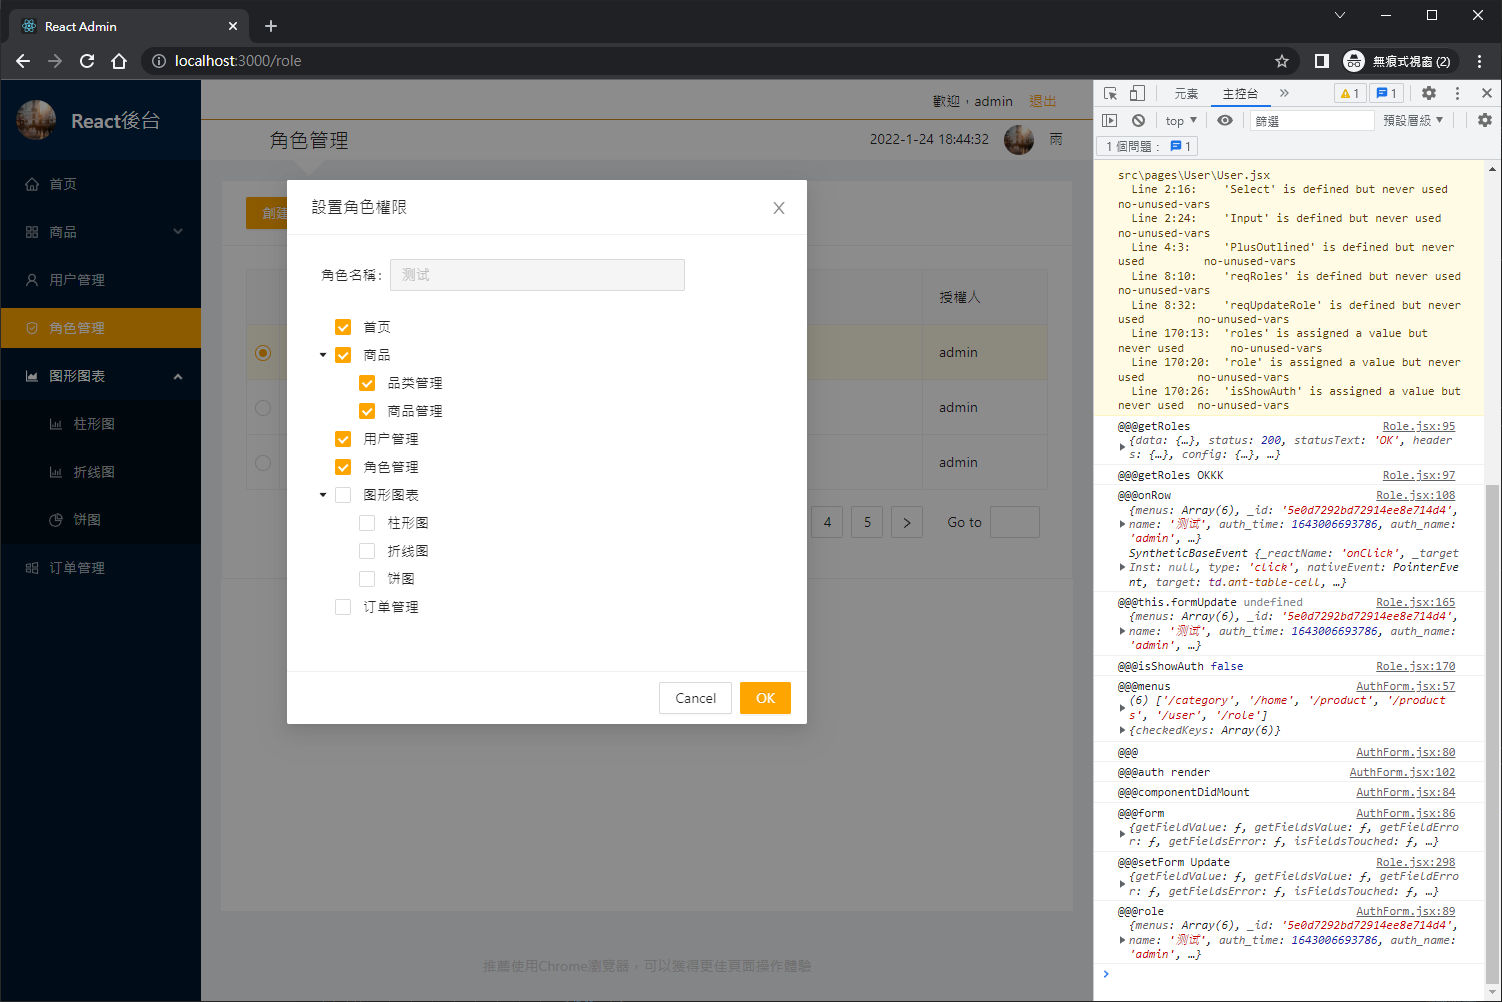 React Admin
localhost:3000/role
無痕式視窗 (2)
React後台
歡迎,admin 退出
角色管理
2022-1-24 18:44:32 雨
首页
商品
用户管理
角色管理
图形图表
柱形图
折线图
饼图
订单管理
創建
設置角色權限
角色名稱:
测试
首页
商品
品类管理
商品管理
用户管理
角色管理
图形图表
柱形图
折线图
饼图
订单管理
Cancel OK
授權人
admin
admin
admin
4 5 > Go to
推薦使用Chrome瀏覽器,可以獲得更佳頁面操作體驗
元素 主控台 » 1 1
top 篩選 預設層級
1 個問題: 1
src\pages\User\User.jsx
Line 2:16: 'Select' is defined but never used
no-unused-vars
Line 2:24: 'Input' is defined but never used
no-unused-vars
Line 4:3: 'PlusOutlined' is defined but never
used no-unused-vars
Line 8:10: 'reqRoles' is defined but never used
no-unused-vars
Line 8:32: 'reqUpdateRole' is defined but never
used no-unused-vars
Line 170:13: 'roles' is assigned a value but
never used no-unused-vars
Line 170:20: 'role' is assigned a value but never
used no-unused-vars
Line 170:26: 'isShowAuth' is assigned a value but
never used no-unused-vars
@@@getRoles Role.jsx:95
{data: {…}, status: 200, statusText: 'OK', header
s: {…}, config: {…}, …}
@@@getRoles OKKK Role.jsx:97
@@@onRow Role.jsx:108
{menus: Array(6), _id: '5e0d7292bd72914ee8e714d4',
name: '测试', auth_time: 1643006693786, auth_name:
'admin', …}
SyntheticBaseEvent {_reactName: 'onClick', _target
Inst: null, type: 'click', nativeEvent: PointerEve
nt, target: td.ant-table-cell, …}
@@@this.formUpdate undefined Role.jsx:165
{menus: Array(6), _id: '5e0d7292bd72914ee8e714d4',
name: '测试', auth_time: 1643006693786, auth_name:
'admin', …}
@@@isShowAuth false Role.jsx:170
@@@menus AuthForm.jsx:57
(6) ['/category', '/home', '/product', '/product
s', '/user', '/role']
{checkedKeys: Array(6)}
@@@ AuthForm.jsx:80
@@@auth render AuthForm.jsx:102
@@@componentDidMount AuthForm.jsx:84
@@@form AuthForm.jsx:86
{getFieldValue: ƒ, getFieldsValue: ƒ, getFieldErro
r: ƒ, getFieldsError: ƒ, isFieldsTouched: ƒ, …}
@@@setForm Update Role.jsx:298
{getFieldValue: ƒ, getFieldsValue: ƒ, getFieldErro
r: ƒ, getFieldsError: ƒ, isFieldsTouched: ƒ, …}
@@@role AuthForm.jsx:89
{menus: Array(6), _id: '5e0d7292bd72914ee8e714d4',
name: '测试', auth_time: 1643006693786, auth_name:
'admin', …}